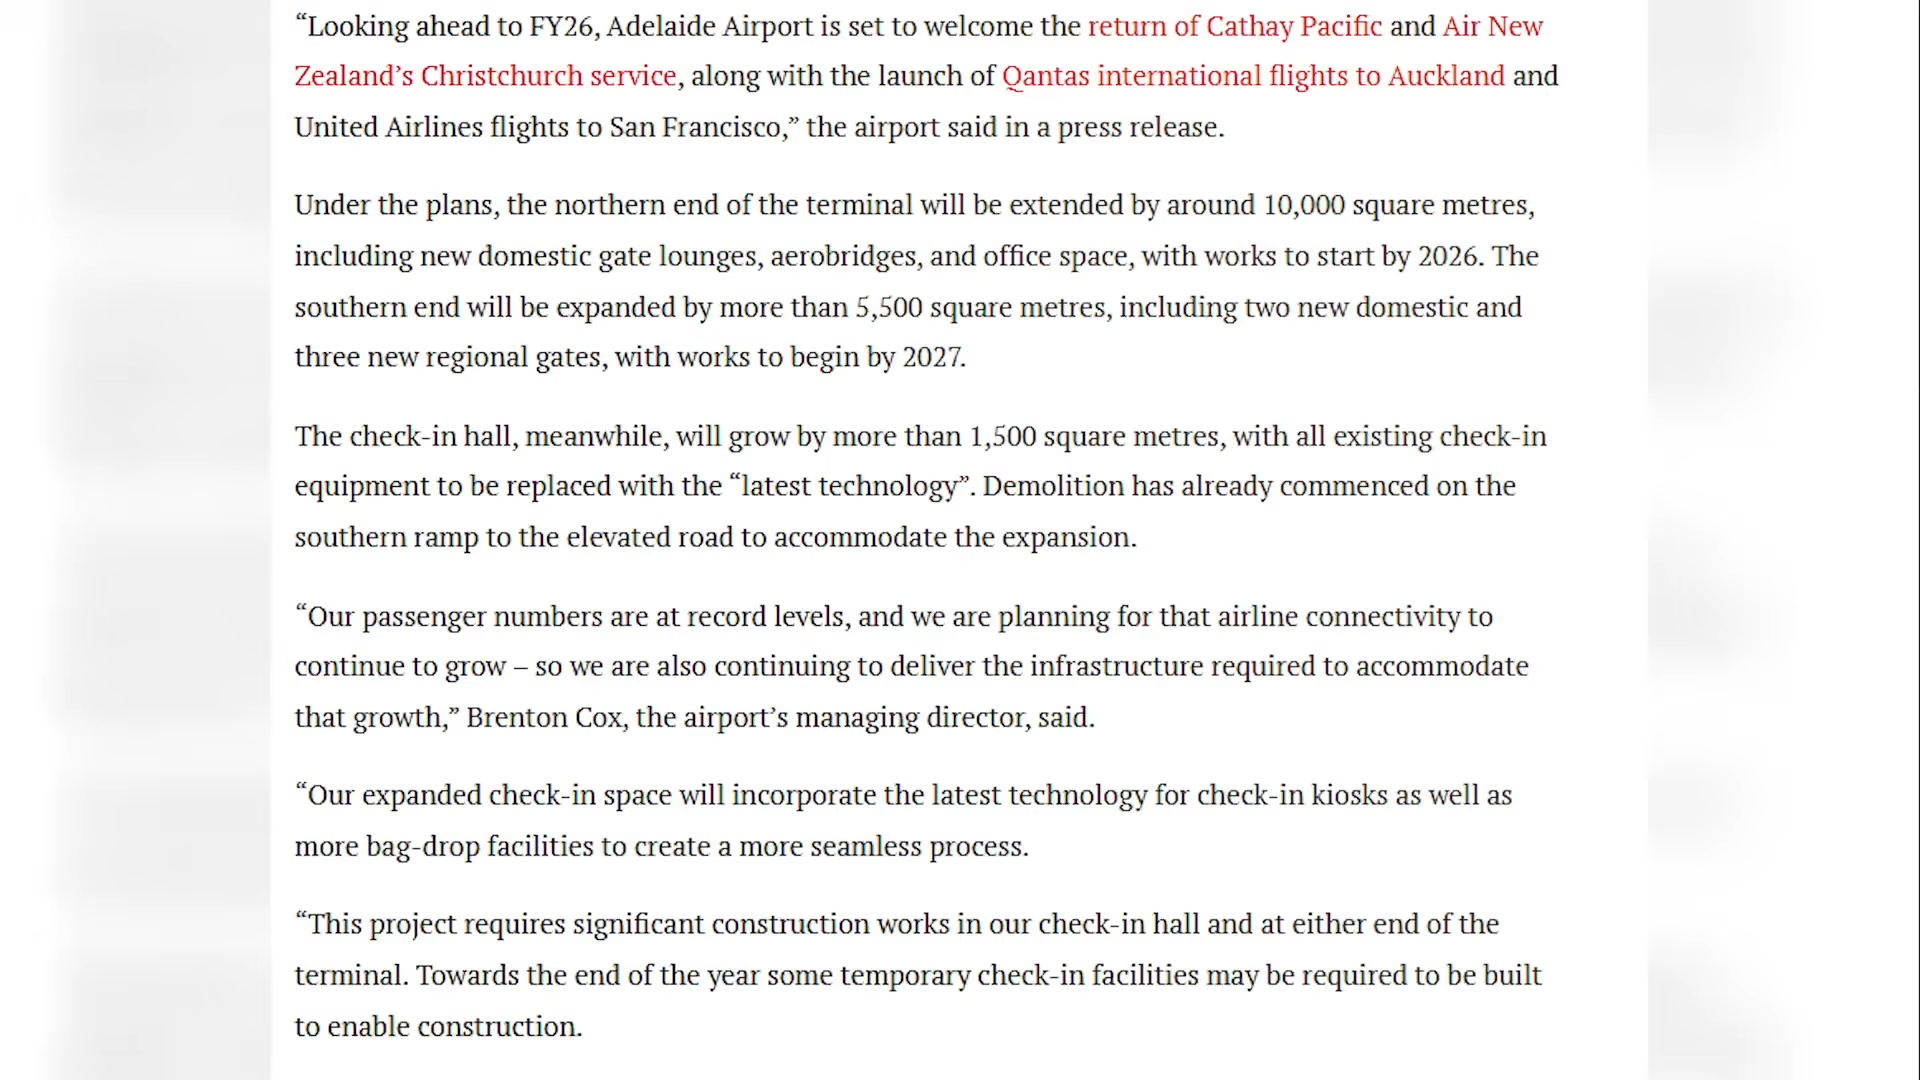 “Looking ahead to FY26, Adelaide Airport is set to welcome the return of Cathay Pacific and Air New
Zealand’s Christchurch service, along with the launch of Qantas international flights to Auckland and
United Airlines flights to San Francisco,” the airport said in a press release.
Under the plans, the northern end of the terminal will be extended by around 10,000 square metres,
including new domestic gate lounges, aerobridges, and office space, with works to start by 2026. The
southern end will be expanded by more than 5,500 square metres, including two new domestic and
three new regional gates, with works to begin by 2027.
The check-in hall, meanwhile, will grow by more than 1,500 square metres, with all existing check-in
equipment to be replaced with the “latest technology”. Demolition has already commenced on the
southern ramp to the elevated road to accommodate the expansion.
“Our passenger numbers are at record levels, and we are planning for that airline connectivity to
continue to grow – so we are also continuing to deliver the infrastructure required to accommodate
that growth,” Brenton Cox, the airport’s managing director, said.
“Our expanded check-in space will incorporate the latest technology for check-in kiosks as well as
more bag-drop facilities to create a more seamless process.
“This project requires significant construction works in our check-in hall and at either end of the
terminal. Towards the end of the year some temporary check-in facilities may be required to be built
to enable construction.